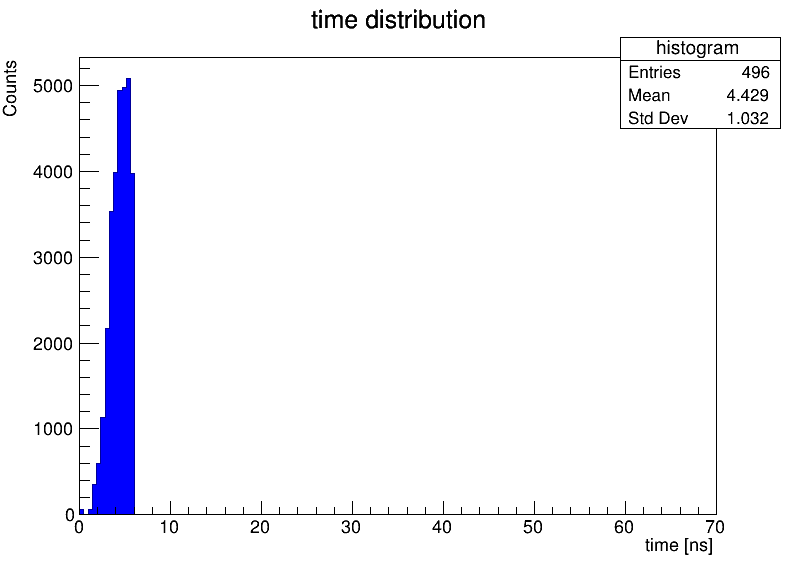 time distribution
histogram
Entries 496
Mean 4.429
Std Dev 1.032
Counts
5000
4000
3000
2000
1000
0
0 10 20 30 40 50 60 70
time [ns]